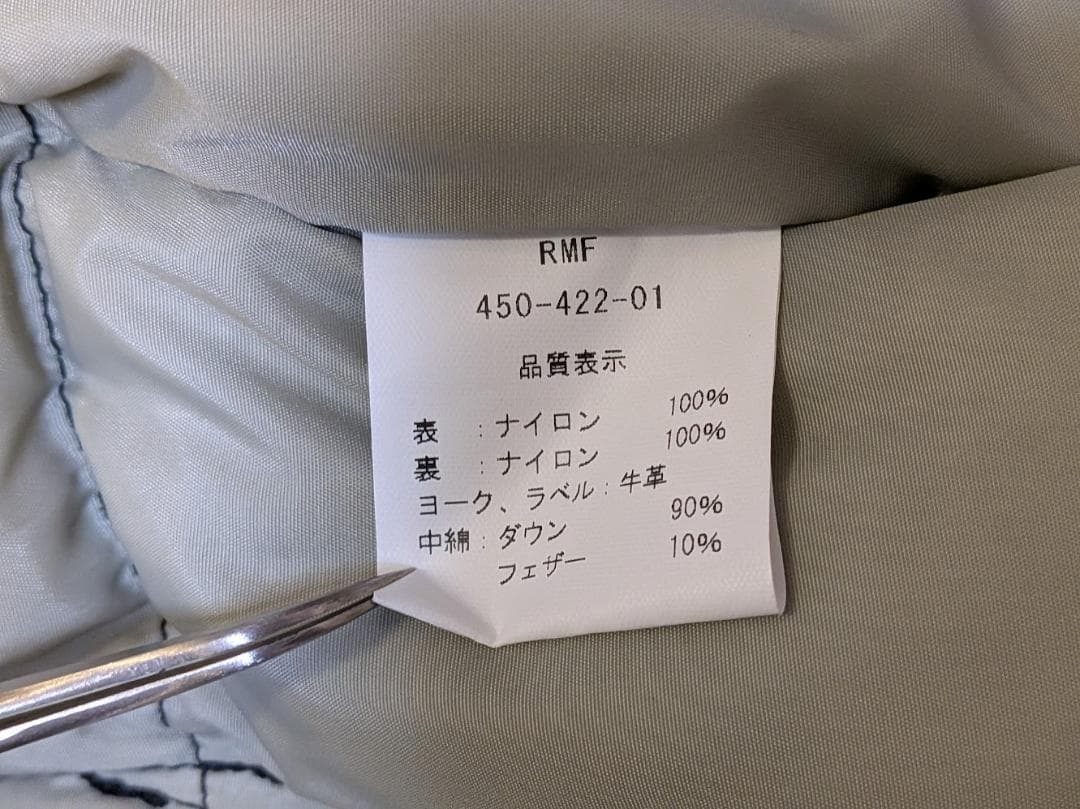 RMF
450-422-01
品質表示
表 : ナイロン 100%
裏 : ナイロン 100%
ヨーク、ラベル : 牛革
中綿 : ダウン 90%
フェザー 10%